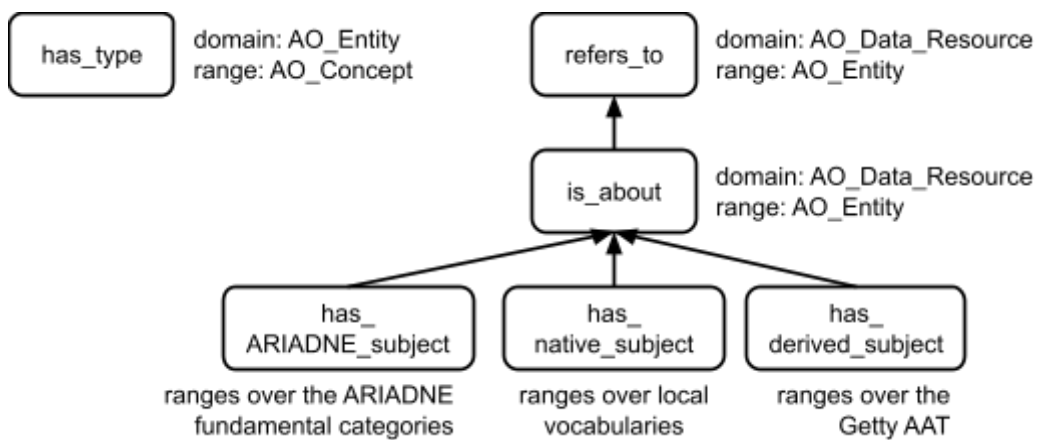 has_type
domain: AO_Entity
range: AO_Concept
refers_to
domain: AO_Data_Resource
range: AO_Entity
is_about
domain: AO_Data_Resource
range: AO_Entity
has_
ARIADNE_subject
has_
native_subject
has_
derived_subject
ranges over the ARIADNE
fundamental categories
ranges over local
vocabularies
ranges over the
Getty AAT